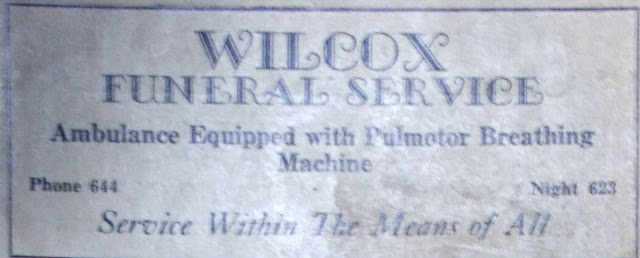 WILCOX
FUNERAL SERVICE
Ambulance Equipped with Pulmotor Breathing
Machine
Phone 644 Night 623
Service Within The Means of All